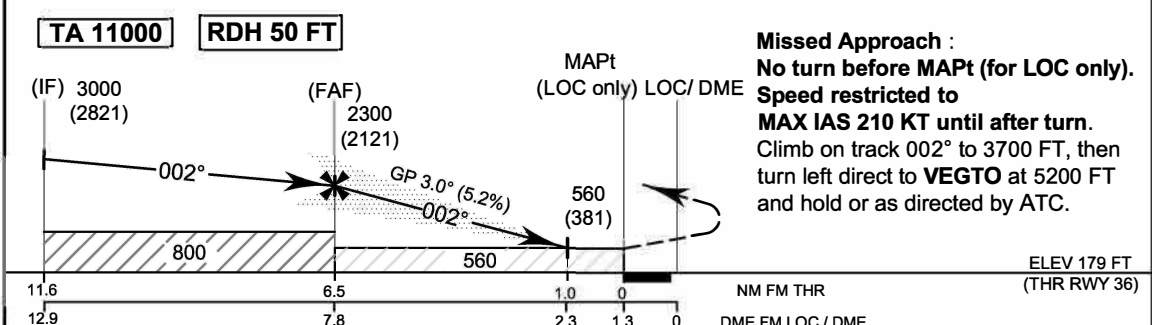 TA 11000 RDH 50 FT
Missed Approach :
No turn before MAPt (for LOC only).
Speed restricted to
MAX IAS 210 KT until after turn.
Climb on track 002° to 3700 FT, then
turn left direct to VEGTO at 5200 FT
and hold or as directed by ATC.
MAPt
(LOC only) LOC/ DME
(IF) 3000
(2821)
(FAF)
2300
(2121)
002°
GP 3.0° (5.2%)
002°
560
(381)
800
560
ELEV 179 FT
(THR RWY 36)
11.6 6.5 1.0 0 NM FM THR
12.9 7.8 2.3 1.3 0 DME FM LOC / DME